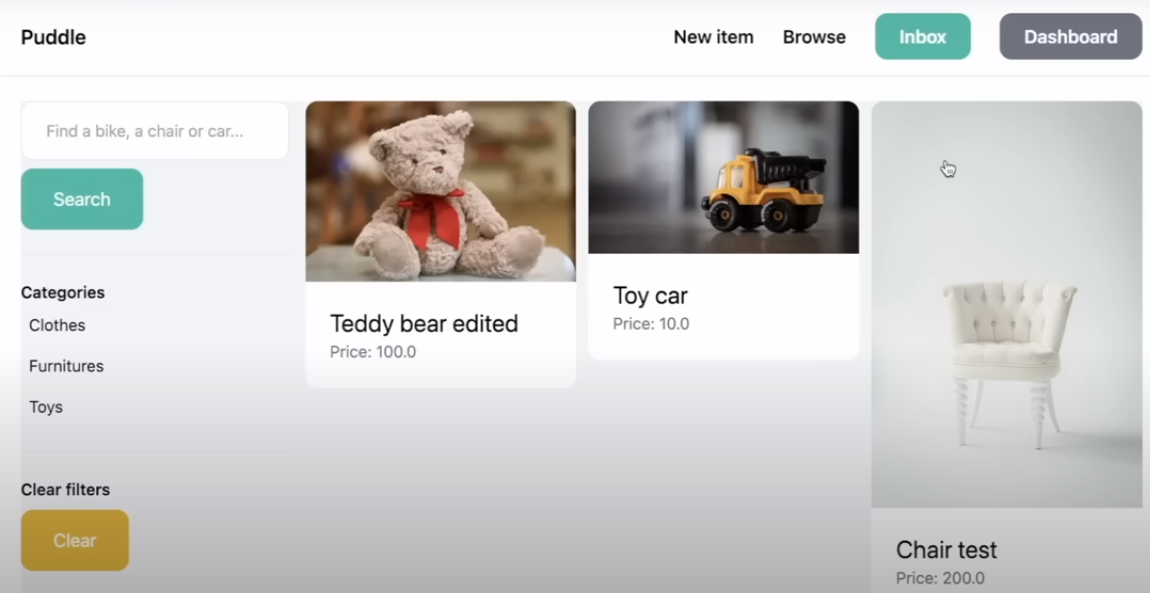 Puddle
New item
Browse
Inbox
Dashboard
Find a bike, a chair or car...
Search
Categories
Clothes
Furnitures
Toys
Clear filters
Clear
Teddy bear edited
Price: 100.0
Toy car
Price: 10.0
Chair test
Price: 200.0